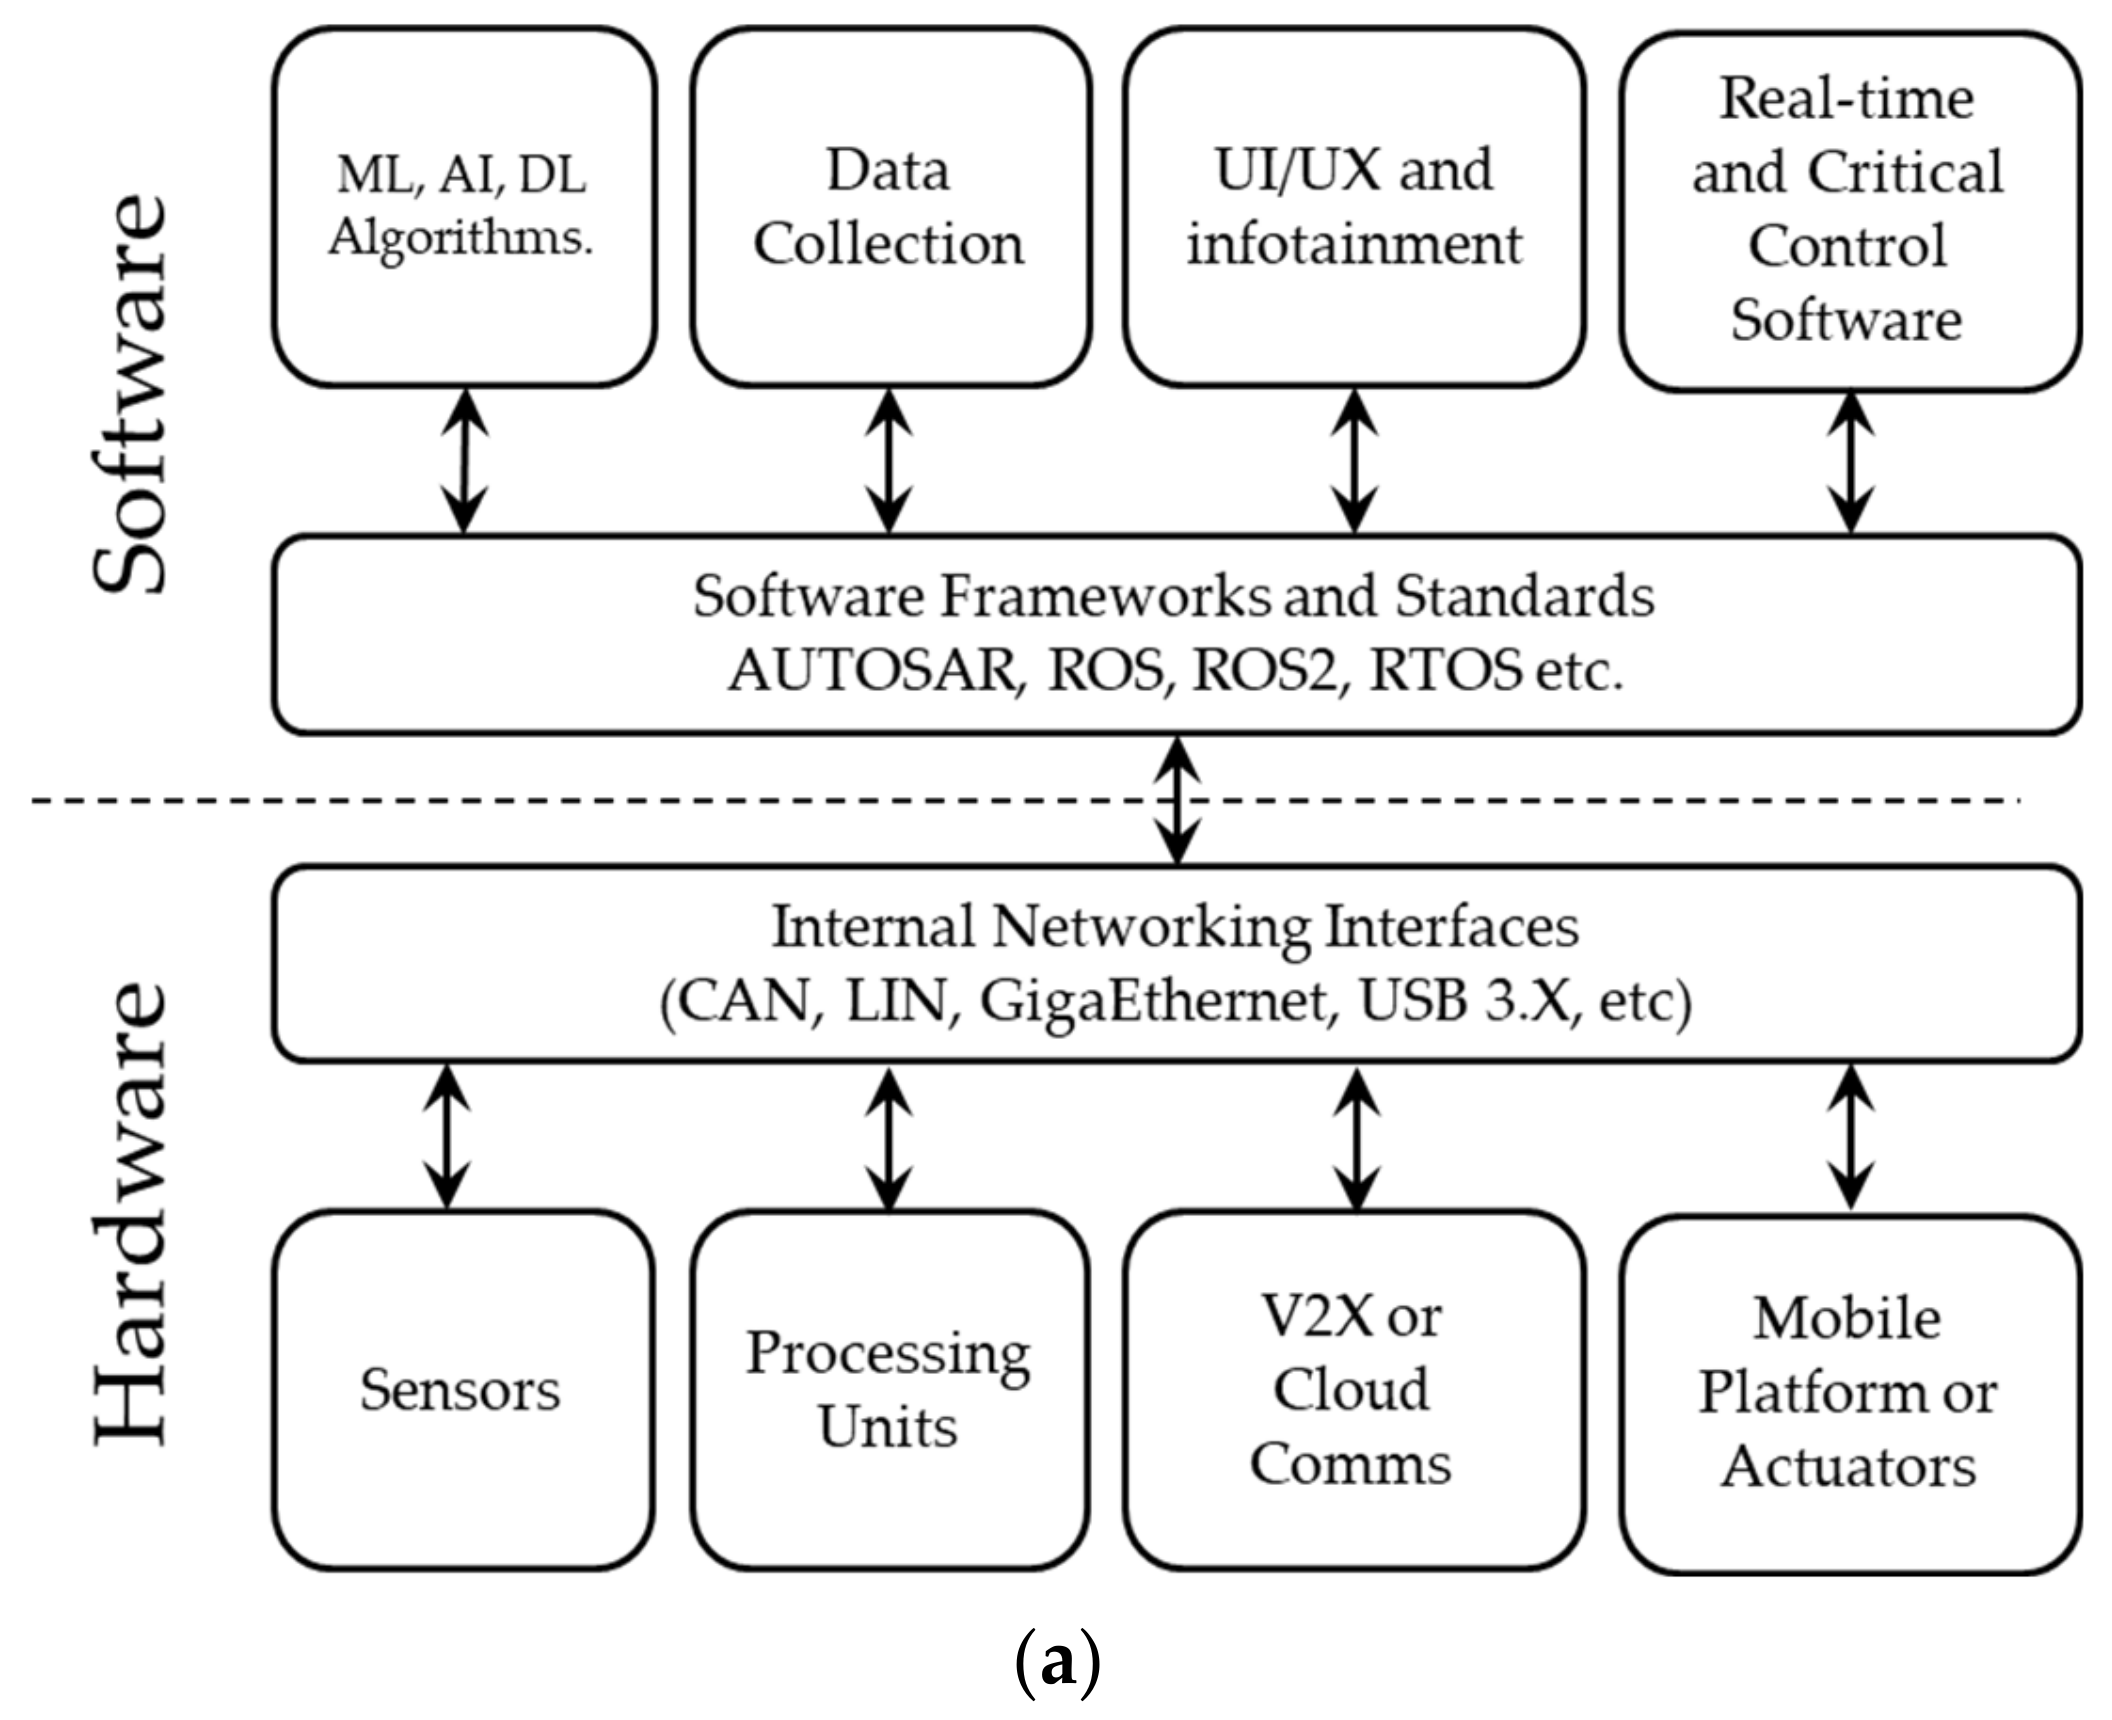 Software
ML, AI, DL
Algorithms.
Data
Collection
UI/UX and
infotainment
Real-time
and Critical
Control
Software
Software Frameworks and Standards
AUTOSAR, ROS, ROS2, RTOS etc.
Hardware
Internal Networking Interfaces
(CAN, LIN, GigaEthernet, USB 3.X, etc)
Sensors
Processing
Units
V2X or
Cloud
Comms
Mobile
Platform or
Actuators
(a)